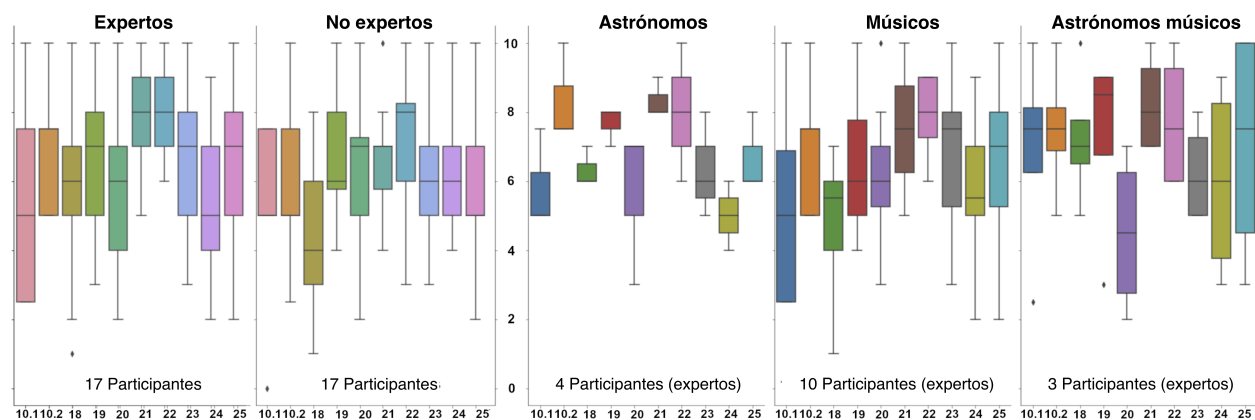 Expertos No expertos Astrónomos Músicos Astrónomos músicos
10
8
6
4
2
0
17 Participantes 17 Participantes 4 Participantes (expertos) 10 Participantes (expertos) 3 Participantes (expertos)
10.1 10.2 18 19 20 21 22 23 24 25 10.1 10.2 18 19 20 21 22 23 24 25 10.1 10.2 18 19 20 21 22 23 24 25 10.1 10.2 18 19 20 21 22 23 24 25 10.1 10.2 18 19 20 21 22 23 24 25